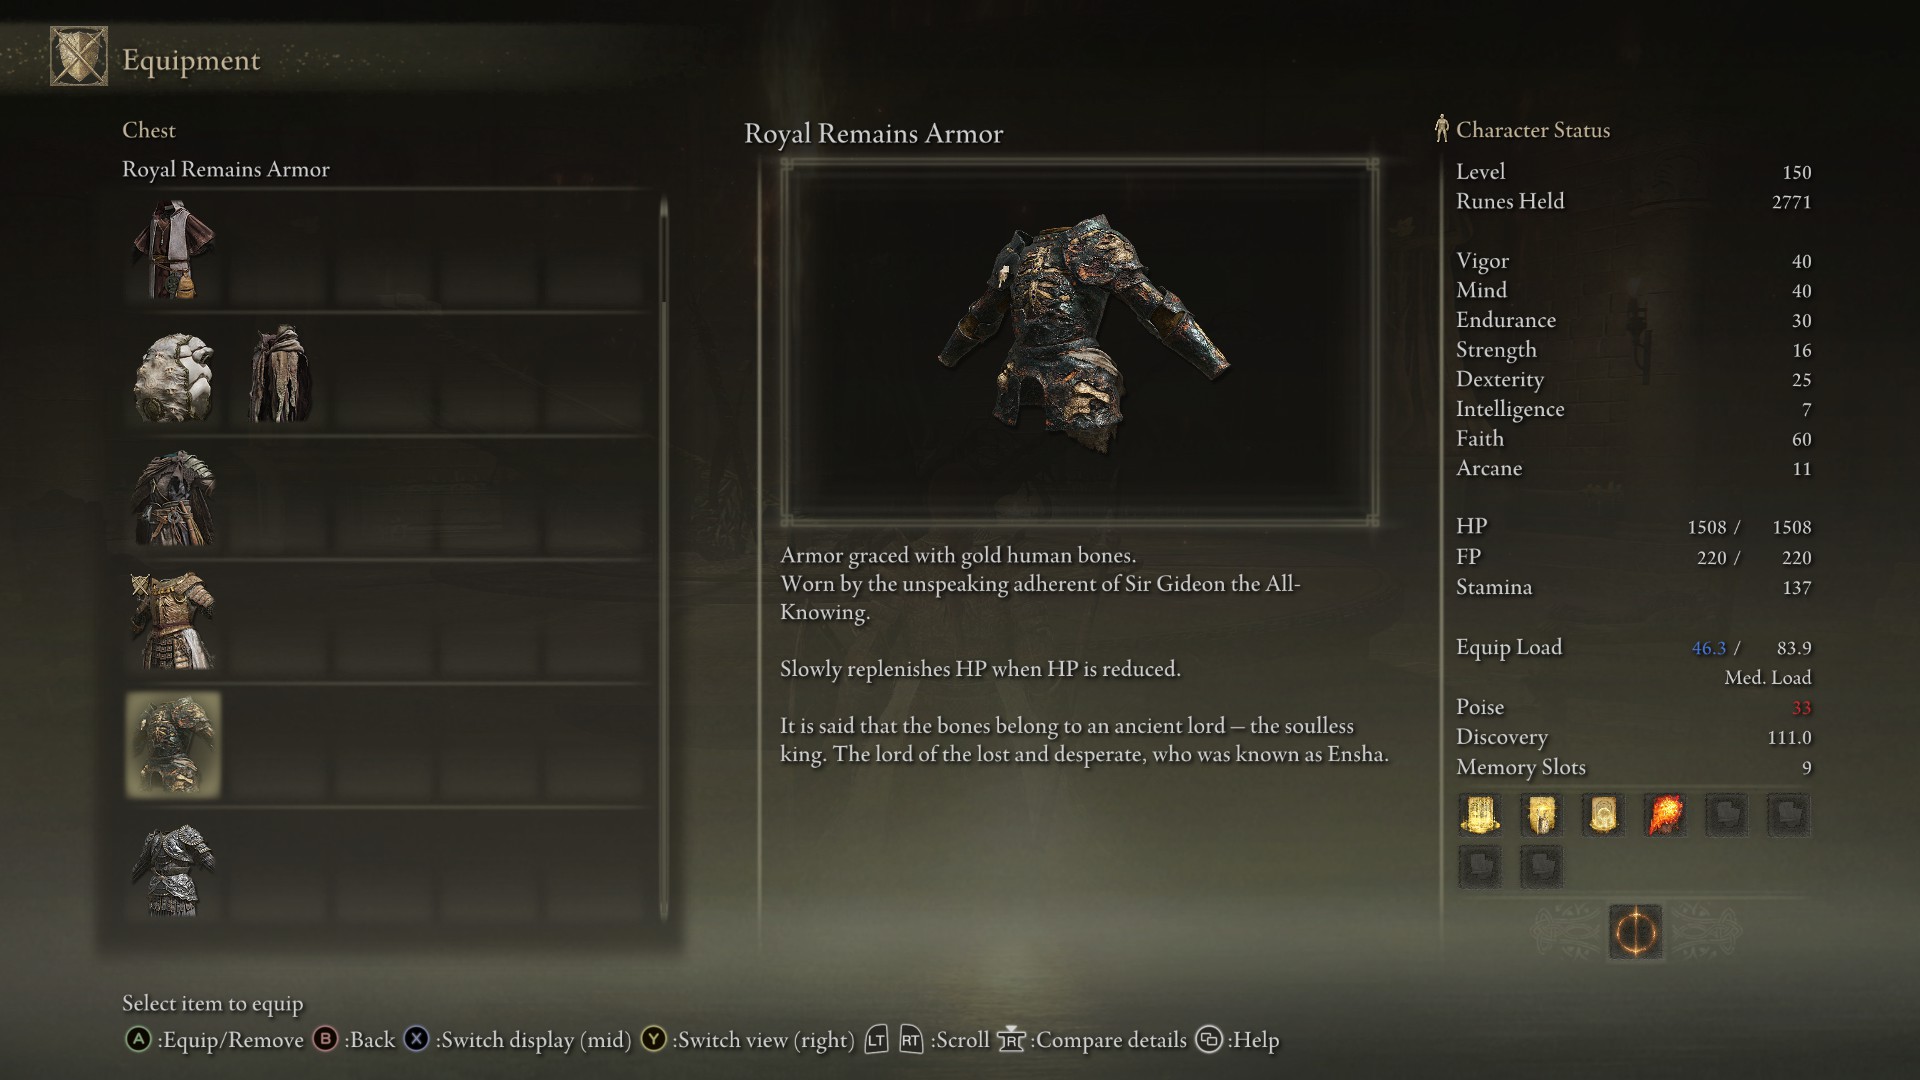 Equipment
Chest
Royal Remains Armor
Royal Remains Armor
Armor graced with gold human bones.
Worn by the unspeaking adherent of Sir Gideon the All-
Knowing.
Slowly replenishes HP when HP is reduced.
It is said that the bones belong to an ancient lord – the soulless
king. The lord of the lost and desperate, who was known as Ensha.
Character Status
Level 150
Runes Held 2771
Vigor 40
Mind 40
Endurance 30
Strength 16
Dexterity 25
Intelligence 7
Faith 60
Arcane 11
HP 1508 / 1508
FP 220 / 220
Stamina 137
Equip Load 46.3 / 83.9
Med. Load
Poise 33
Discovery 111.0
Memory Slots 9
Select item to equip
A :Equip/Remove B :Back X :Switch display (mid) Y :Switch view (right) LT RT :Scroll R :Compare details :Help